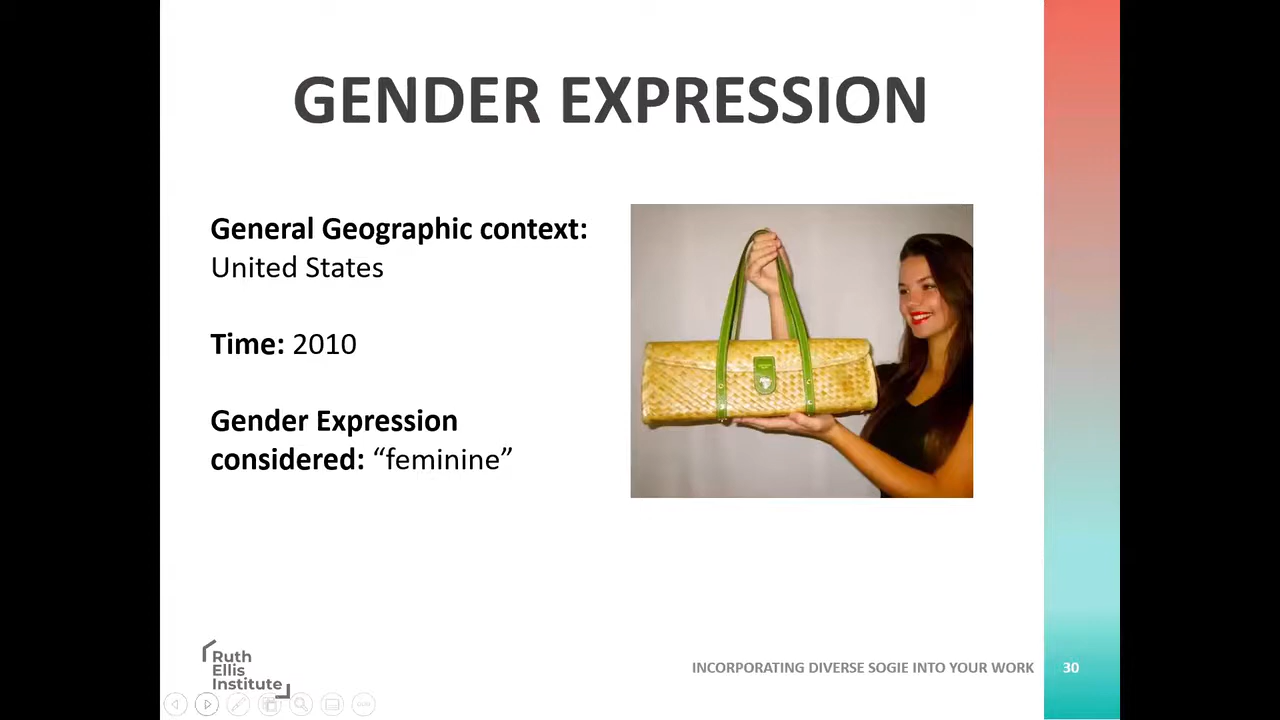 GENDER EXPRESSION
General Geographic context:
United States
Time: 2010
Gender Expression
considered: “feminine”
Ruth
Ellis
Institute
INCORPORATING DIVERSE SOGIE INTO YOUR WORK
30